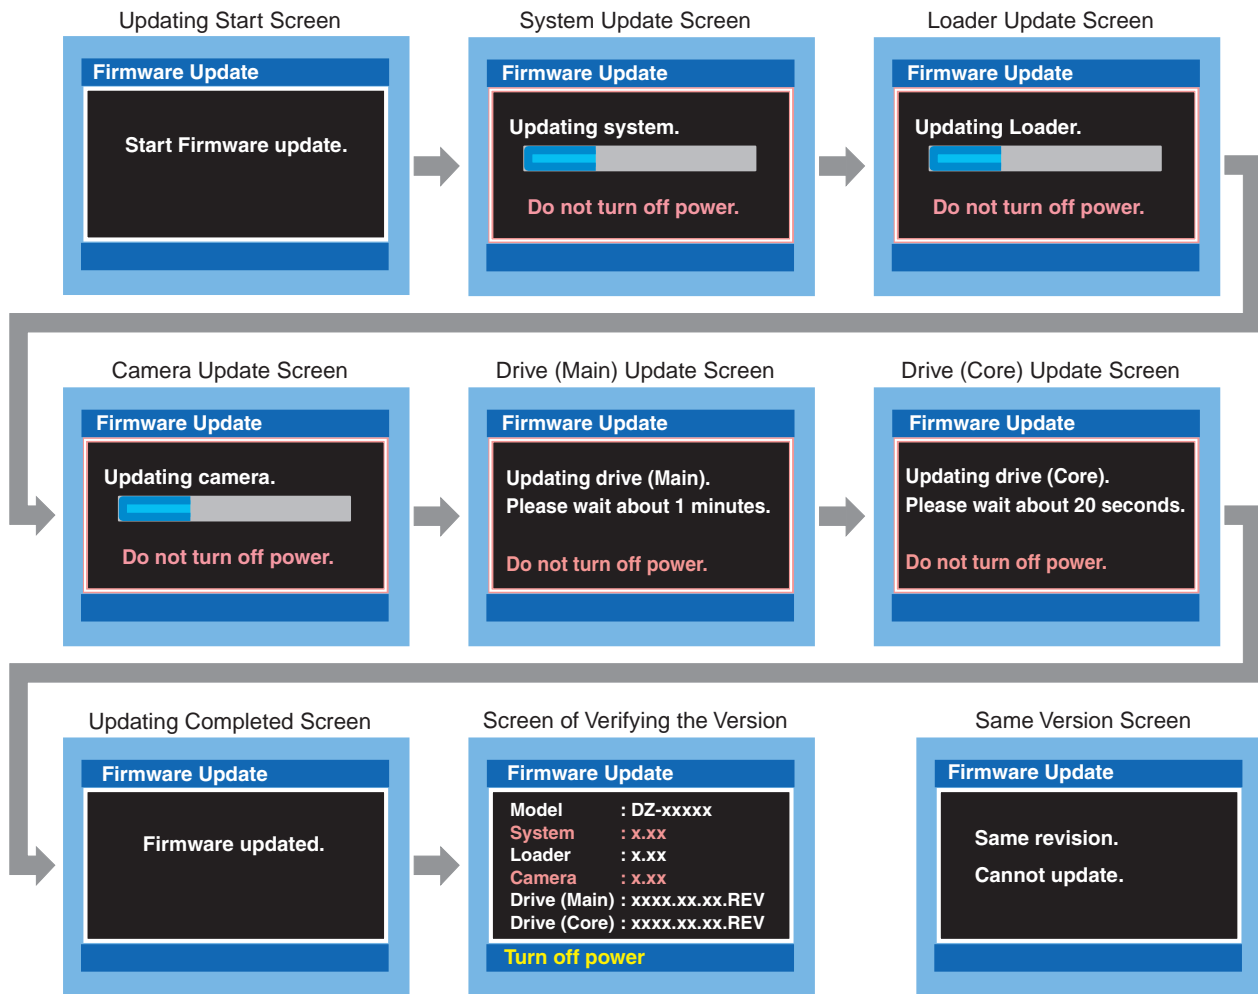 Updating Start Screen
Firmware Update
Start Firmware update.
System Update Screen
Firmware Update
Updating system.
Do not turn off power.
Loader Update Screen
Firmware Update
Updating Loader.
Do not turn off power.
Camera Update Screen
Firmware Update
Updating camera.
Do not turn off power.
Drive (Main) Update Screen
Firmware Update
Updating drive (Main).
Please wait about 1 minutes.
Do not turn off power.
Drive (Core) Update Screen
Firmware Update
Updating drive (Core).
Please wait about 20 seconds.
Do not turn off power.
Updating Completed Screen
Firmware Update
Firmware updated.
Screen of Verifying the Version
Firmware Update
Model : DZ-xxxxx
System : x.xx
Loader : x.xx
Camera : x.xx
Drive (Main) : xxxx.xx.xx.REV
Drive (Core) : xxxx.xx.xx.REV
Turn off power
Same Version Screen
Firmware Update
Same revision.
Cannot update.